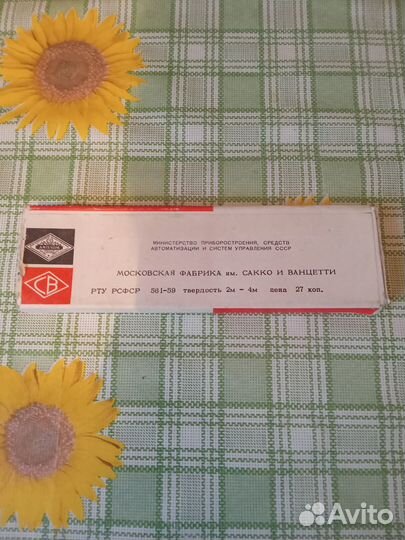 МИНИСТЕРСТВО ПРИБОРОСТРОЕНИЯ, СРЕДСТВ
АВТОМАТИЗАЦИИ И СИСТЕМ УПРАВЛЕНИЯ СССР
МОСКОВСКАЯ ФАБРИКА им. САККО И ВАНЦЕТТИ
СВ
РТУ РСФСР 581-59 твердость 2м - 4м цена 27 коп.
Avito